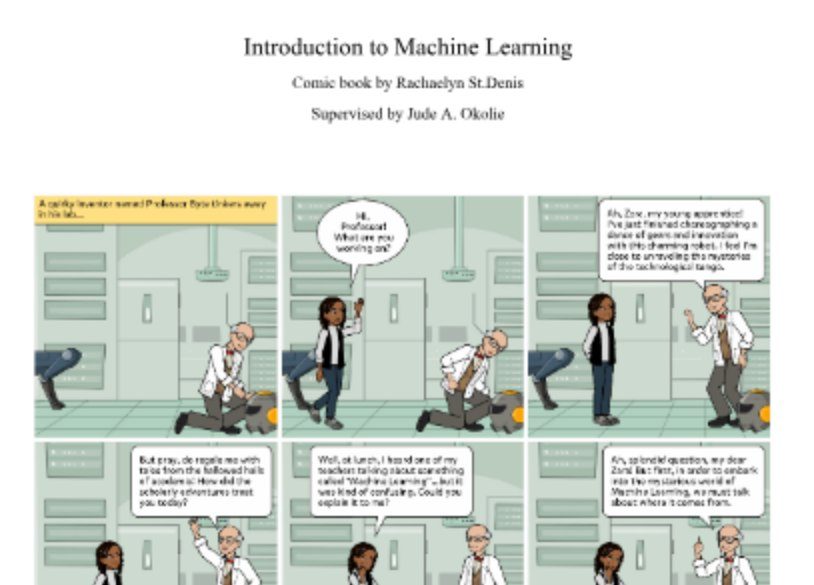 Introduction to Machine Learning
Comic book by Rachaelyn St.Denis
Supervised by Jude A. Okolie
A quirky inventor named Professor Byte tinkers away
in his lab...
Hi,
Professor!
What are you
working on?
Ah, Zara, my young apprentice!
I've just finished choreographing a
dance of gears and innovation
with this charming robot. I feel I'm
close to unraveling the mysteries
of the technological tango.
But pray, do regale me with
tales from the hallowed halls
of academia! How did the
scholarly adventures treat
you today?
Well, at lunch, I heard one of my
teachers talking about something
called "Machine Learning"... but it
was kind of confusing. Could you
explain it to me?
Ah, splendid question, my dear
Zara! But first, in order to embark
into the mysterious world of
Machine Learning, we must talk
about where it comes from.